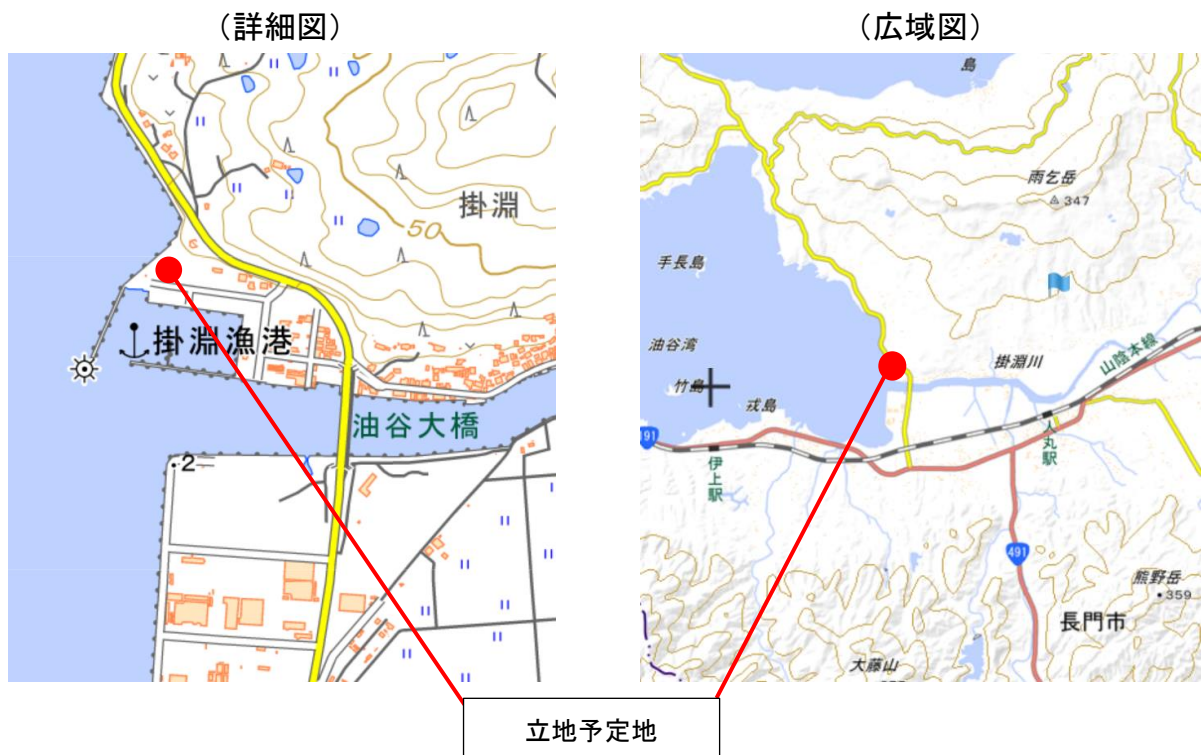 （詳細図）
（広域図）
掛淵
50
掛淵漁港
油谷大橋
2
島
雨乞岳
347
手長島
油谷湾
掛淵川
山陰本線
竹島
戎島
人丸駅
191
伊上駅
491
熊野岳
359
長門市
大藤山
立地予定地